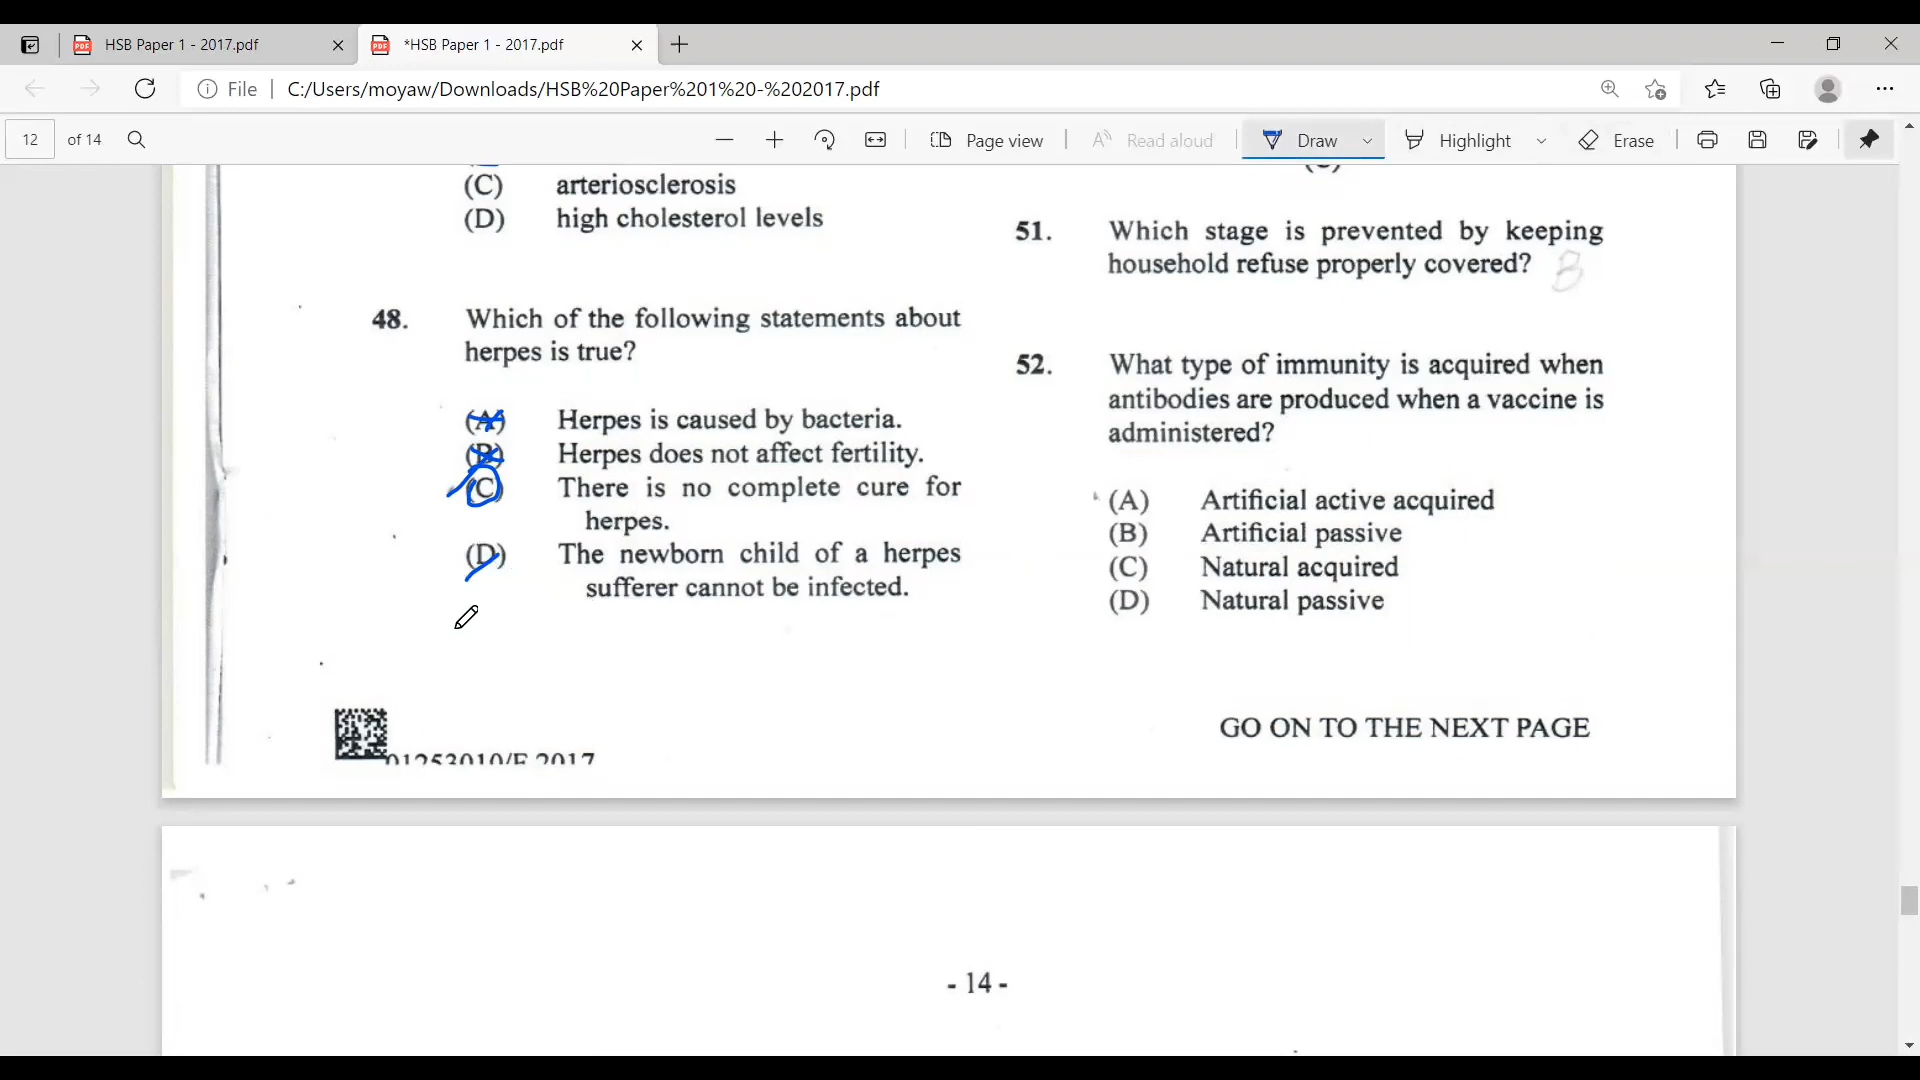 HSB Paper 1 - 2017.pdf
*HSB Paper 1 - 2017.pdf
File
C:/Users/moyaw/Downloads/HSB%20Paper%201%20-%202017.pdf
12 of 14
Page view
Read aloud
Draw
Highlight
Erase
(C) arteriosclerosis
(D) high cholesterol levels
48. Which of the following statements about
herpes is true?
(A) Herpes is caused by bacteria.
(B) Herpes does not affect fertility.
(C) There is no complete cure for
herpes.
(D) The newborn child of a herpes
sufferer cannot be infected.
51. Which stage is prevented by keeping
household refuse properly covered? B
52. What type of immunity is acquired when
antibodies are produced when a vaccine is
administered?
(A) Artificial active acquired
(B) Artificial passive
(C) Natural acquired
(D) Natural passive
GO ON TO THE NEXT PAGE
01253010/F 2017
- 14 -